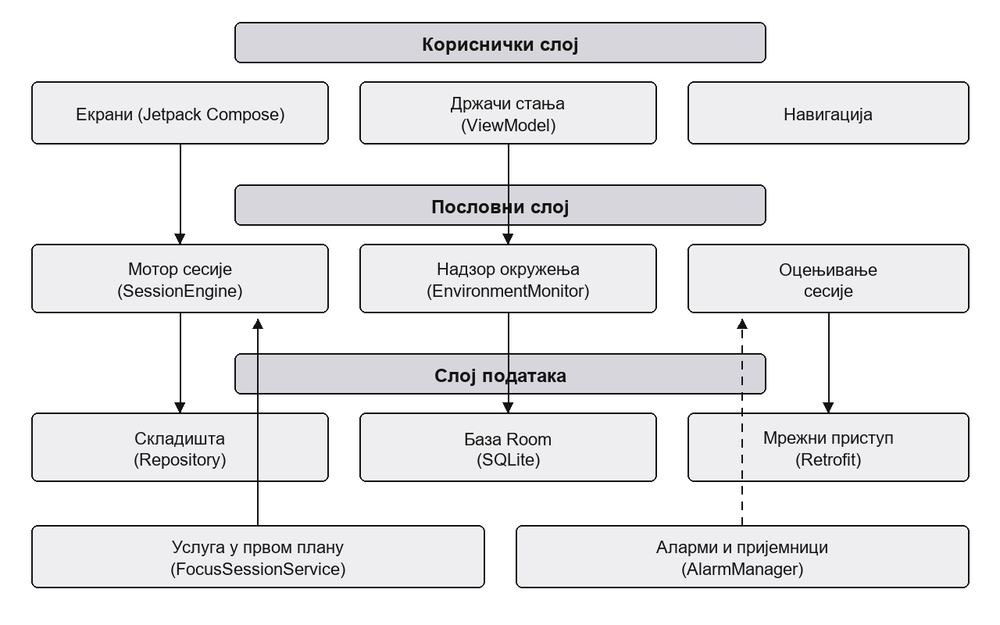 Кориснички слој
Екрани (Jetpack Compose)
Држачи стања
(ViewModel)
Навигација
Пословни слој
Мотор сесије
(SessionEngine)
Надзор окружења
(EnvironmentMonitor)
Оцењивање
сесије
Слој података
Складишта
(Repository)
База Room
(SQLite)
Мрежни приступ
(Retrofit)
Услуга у првом плану
(FocusSessionService)
Аларми и пријемници
(AlarmManager)